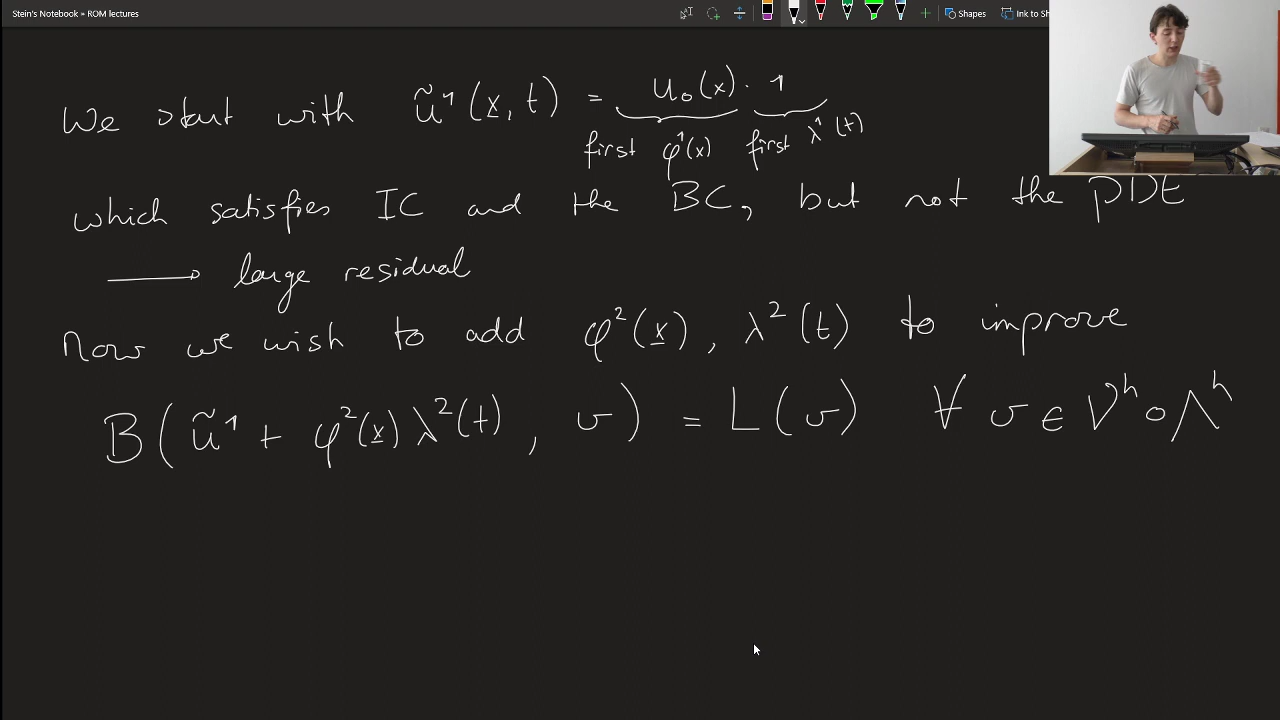 Stein's Notebook » ROM lectures
Shapes
Ink to Sh
We start with ũ¹(x, t) = u₀(x) · 1
first φ¹(x) first λ¹(t)
which satisfies IC and the BC, but not the PDE
→ large residual
Now we wish to add φ²(x), λ²(t) to improve
B(ũ¹ + φ²(x) λ²(t), v) = L(v) ∀ v ∈ Vʰ∘Λʰ